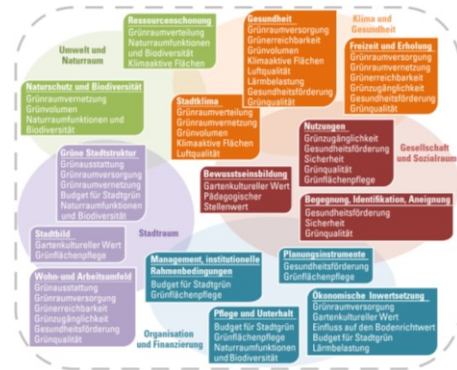 Ressourcenschonung
Grünraumverteilung
Naturraumfunktionen
und Biodiversität
Klimaaktive Flächen
Gesundheit
Grünraumversorgung
Grünerreichbarkeit
Grünvolumen
Klimaaktive Flächen
Luftqualität
Lärmbelastung
Gesundheitsförderung
Grünqualität
Klima und
Gesundheit
Freizeit und Erholung
Grünraumversorgung
Grünraumvernetzung
Grünerreichbarkeit
Grünzugänglichkeit
Gesundheitsförderung
Grünqualität
Umwelt und
Naturraum
Naturschutz und Biodiversität
Grünraumvernetzung
Grünvolumen
Naturraumfunktionen und
Biodiversität
Stadtklima
Grünraumverteilung
Grünraumvernetzung
Grünvolumen
Klimaaktive Flächen
Luftqualität
Nutzungen
Grünzugänglichkeit
Gesundheitsförderung
Sicherheit
Grünqualität
Grünflächenpflege
Gesellschaft
und Sozialraum
Grüne Stadtstruktur
Grünausstattung
Grünraumversorgung
Grünraumvernetzung
Budget für Stadtgrün
Naturraumfunktionen
und Biodiversität
Bewusstseinsbildung
Gartenkultureller Wert
Pädagogischer
Stellenwert
Begegnung, Identifikation, Aneignung
Gesundheitsförderung
Sicherheit
Grünqualität
Stadtraum
Stadtbild
Gartenkultureller Wert
Grünflächenpflege
Management, institutionelle
Rahmenbedingungen
Budget für Stadtgrün
Grünflächenpflege
Planungsinstrumente
Gesundheitsförderung
Grünflächenpflege
Wohn- und Arbeitsumfeld
Grünausstattung
Grünraumversorgung
Grünerreichbarkeit
Grünzugänglichkeit
Gesundheitsförderung
Grünqualität
Organisation
und Finanzierung
Pflege und Unterhalt
Budget für Stadtgrün
Grünflächenpflege
Naturraumfunktionen
und Biodiversität
Ökonomische Inwertsetzung
Grünraumversorgung
Gartenkultureller Wert
Einfluss auf den Bodenrichtwert
Budget für Stadtgrün
Lärmbelastung